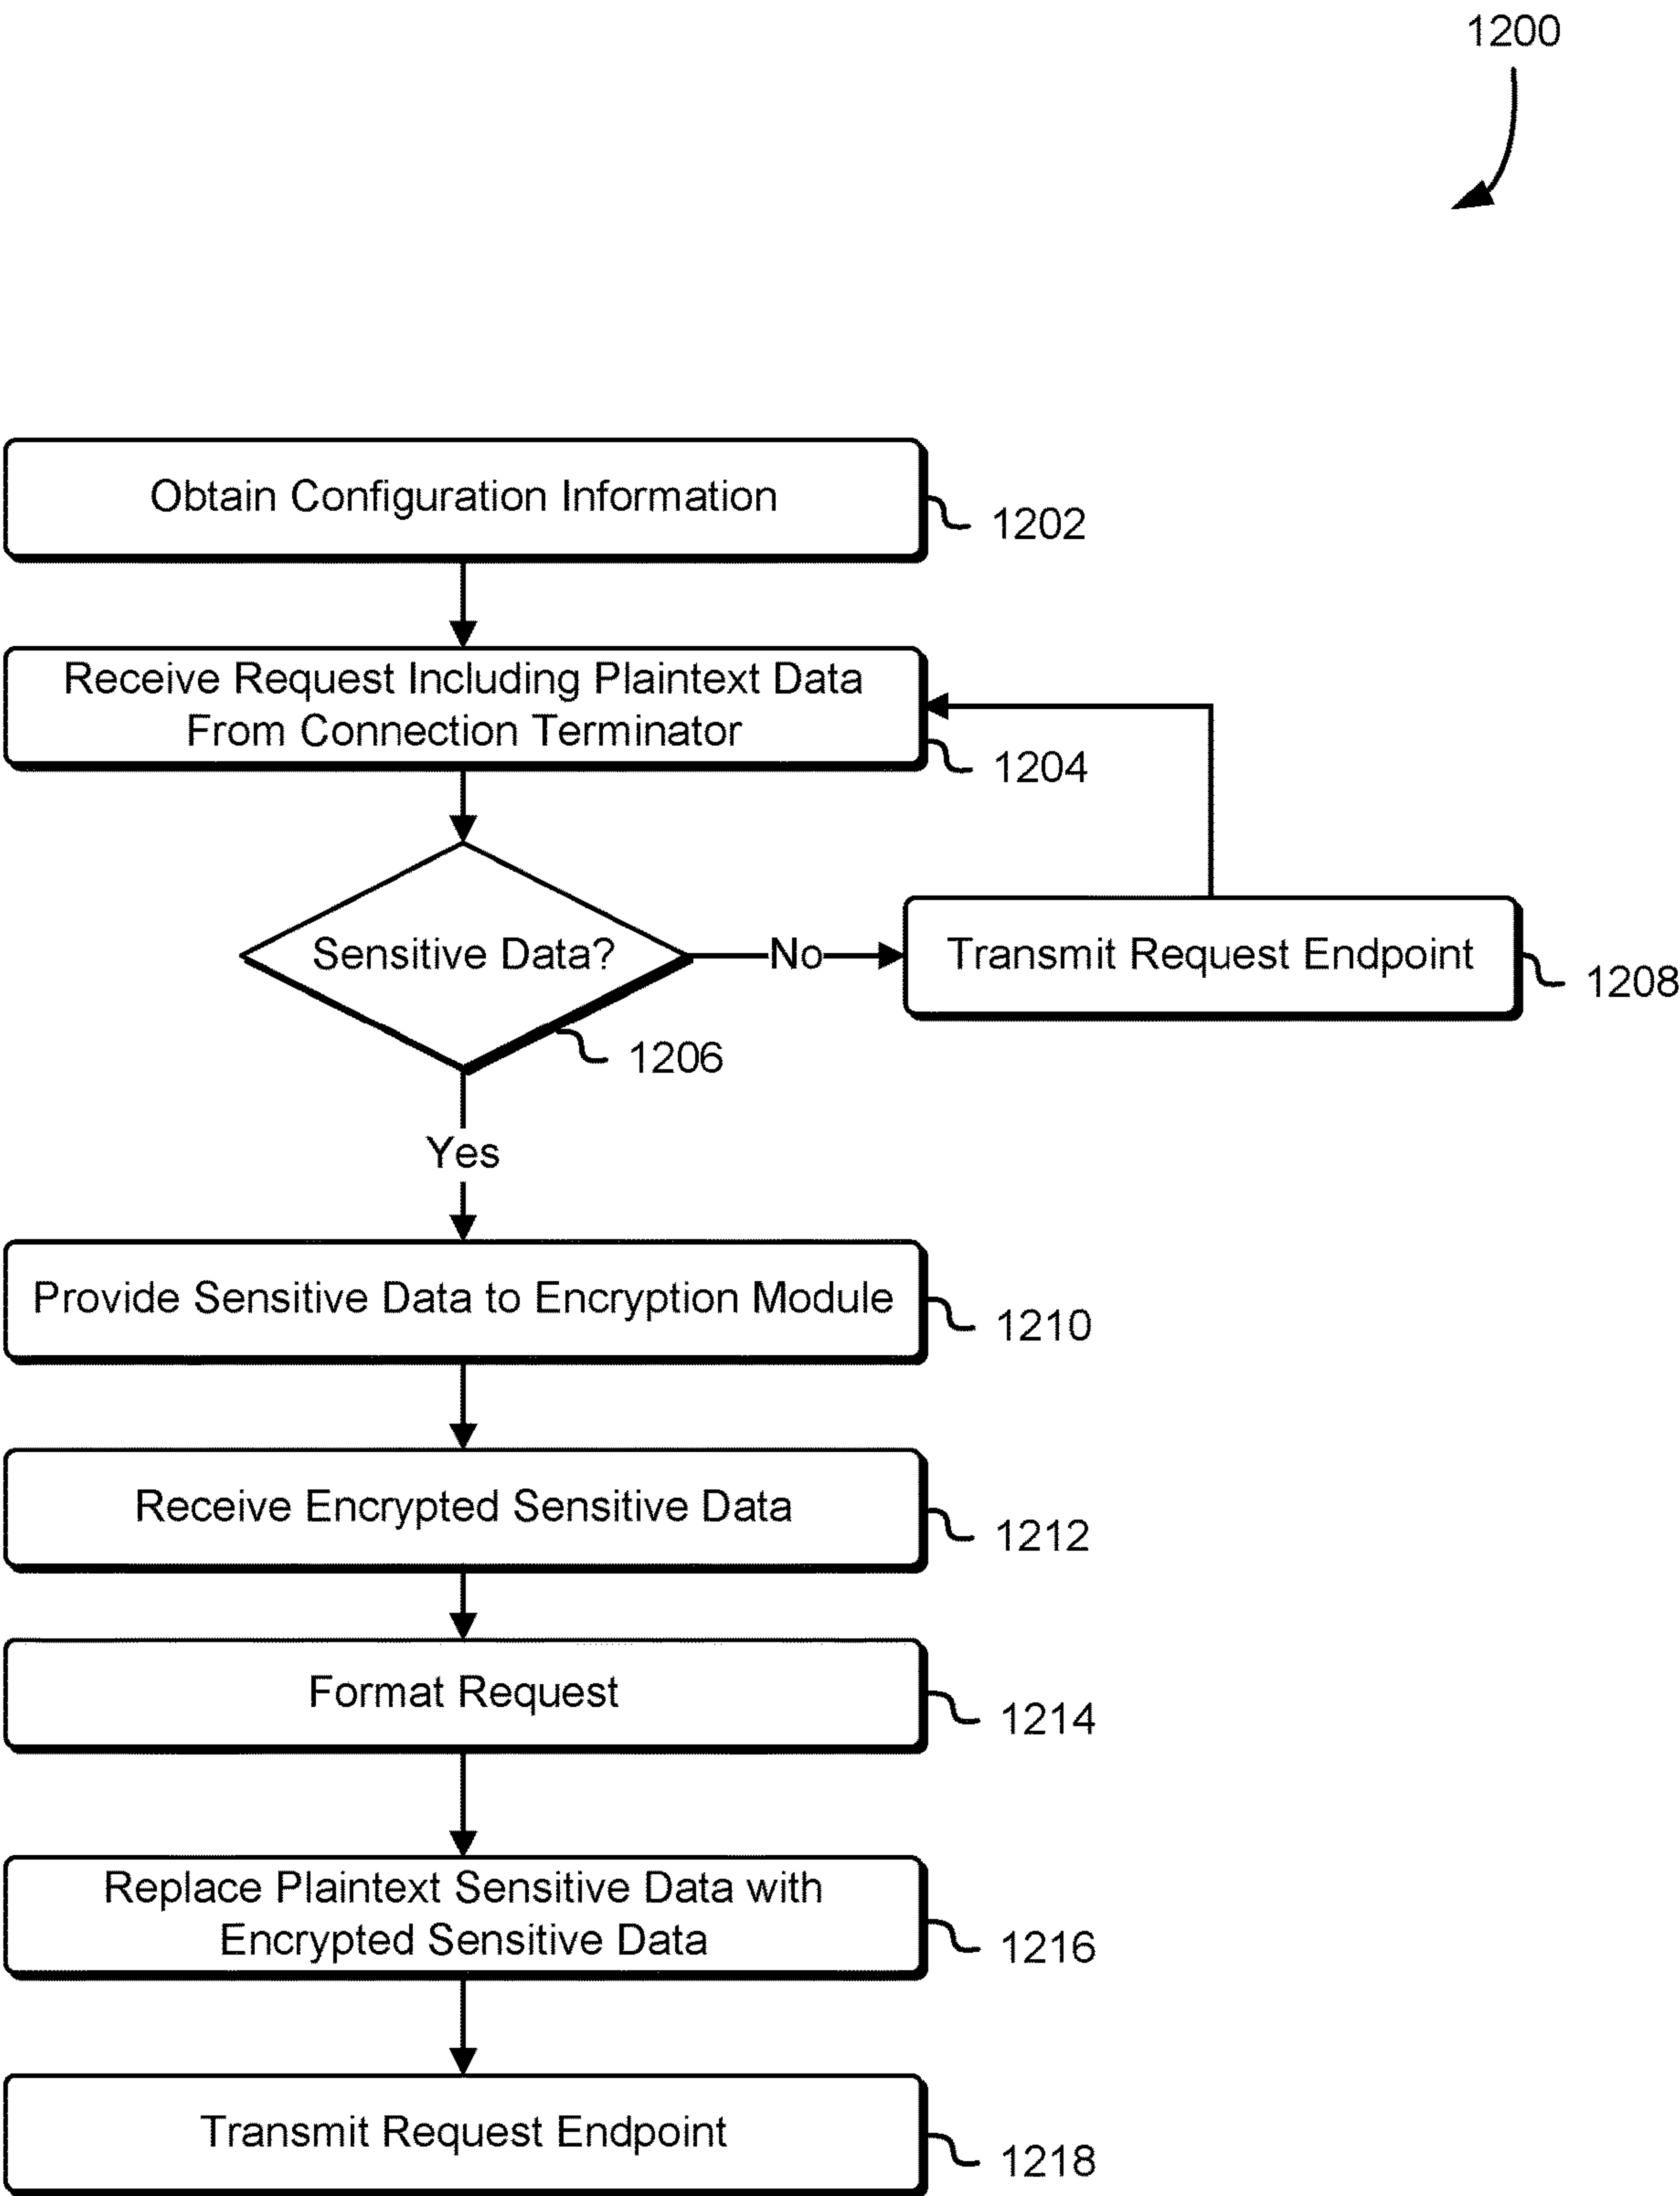 1200
Obtain Configuration Information
1202
Receive Request Including Plaintext Data
From Connection Terminator
1204
Sensitive Data?
No
Transmit Request Endpoint
1208
1206
Yes
Provide Sensitive Data to Encryption Module
1210
Receive Encrypted Sensitive Data
1212
Format Request
1214
Replace Plaintext Sensitive Data with
Encrypted Sensitive Data
1216
Transmit Request Endpoint
1218